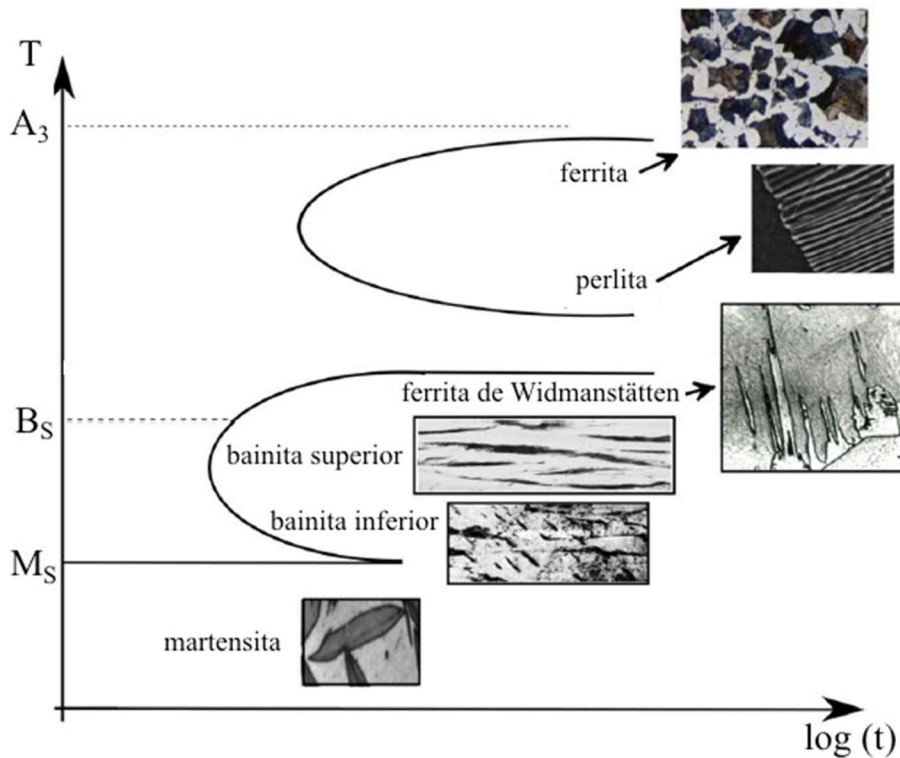 T
A3
ferrita
perlita
ferrita de Widmanstätten
BS
bainita superior
bainita inferior
MS
martensita
log (t)